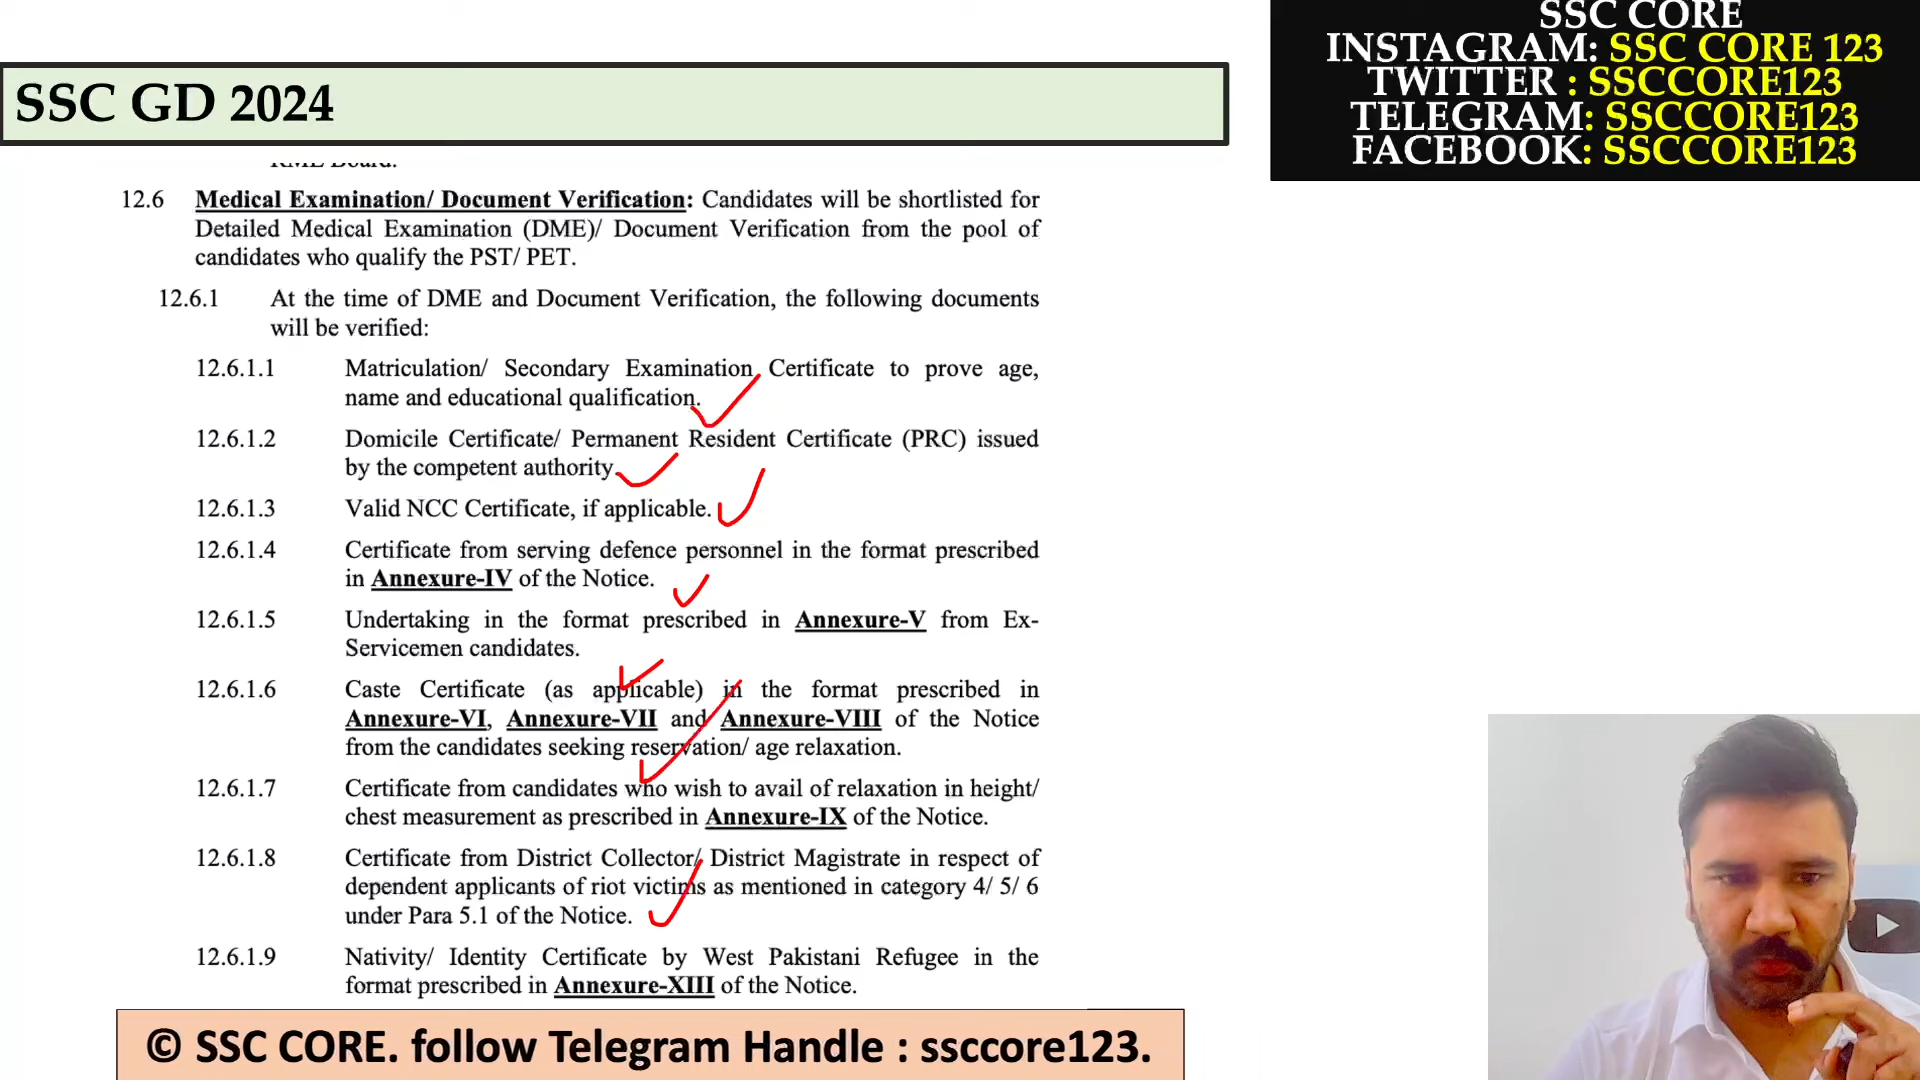 SSC CORE
INSTAGRAM: SSC CORE 123
TWITTER : SSCCORE123
TELEGRAM: SSCCORE123
FACEBOOK: SSCCORE123
SSC GD 2024
RME Board.
12.6 Medical Examination/ Document Verification: Candidates will be shortlisted for
Detailed Medical Examination (DME)/ Document Verification from the pool of
candidates who qualify the PST/ PET.
12.6.1 At the time of DME and Document Verification, the following documents
will be verified:
12.6.1.1 Matriculation/ Secondary Examination Certificate to prove age,
name and educational qualification.
12.6.1.2 Domicile Certificate/ Permanent Resident Certificate (PRC) issued
by the competent authority
12.6.1.3 Valid NCC Certificate, if applicable.
12.6.1.4 Certificate from serving defence personnel in the format prescribed
in Annexure-IV of the Notice.
12.6.1.5 Undertaking in the format prescribed in Annexure-V from Ex-
Servicemen candidates.
12.6.1.6 Caste Certificate (as applicable) in the format prescribed in
Annexure-VI, Annexure-VII and Annexure-VIII of the Notice
from the candidates seeking reservation/ age relaxation.
12.6.1.7 Certificate from candidates who wish to avail of relaxation in height/
chest measurement as prescribed in Annexure-IX of the Notice.
12.6.1.8 Certificate from District Collector/ District Magistrate in respect of
dependent applicants of riot victims as mentioned in category 4/ 5/ 6
under Para 5.1 of the Notice.
12.6.1.9 Nativity/ Identity Certificate by West Pakistani Refugee in the
format prescribed in Annexure-XIII of the Notice.
© SSC CORE. follow Telegram Handle : ssccore123.